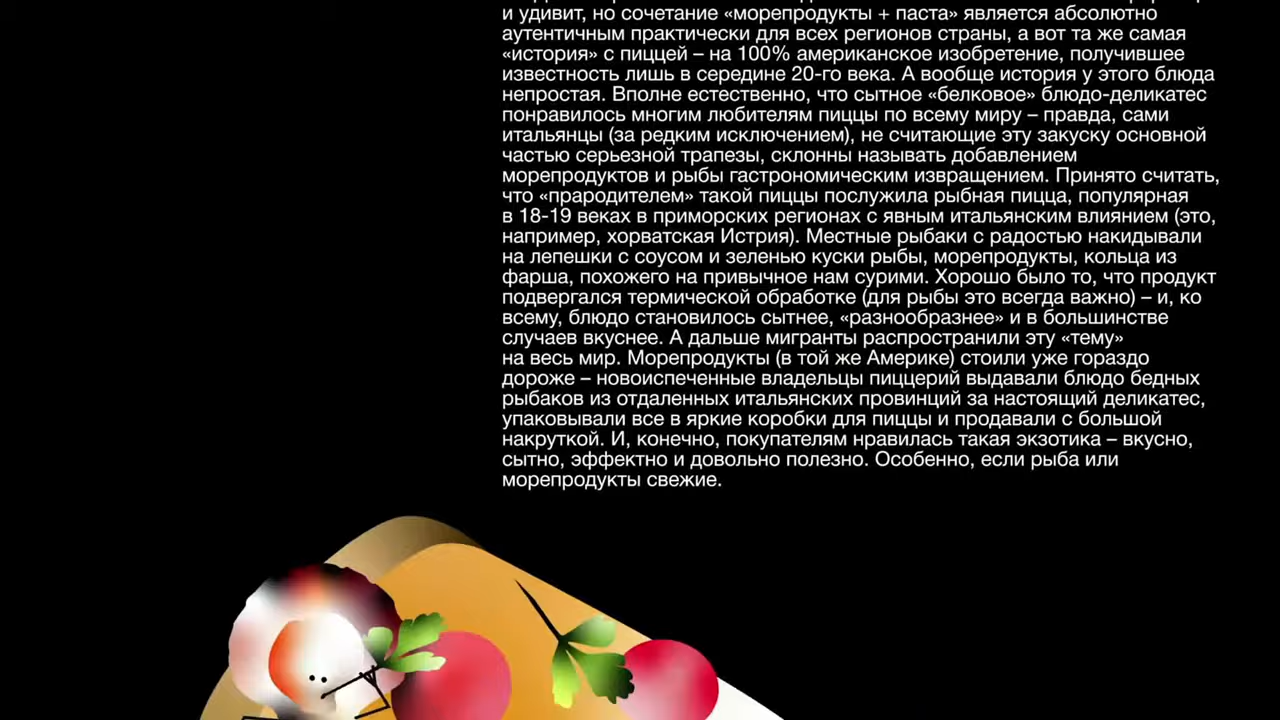 и удивит, но сочетание «морепродукты + паста» является абсолютно
аутентичным практически для всех регионов страны, а вот та же самая
«история» с пиццей – на 100% американское изобретение, получившее
известность лишь в середине 20-го века. А вообще история у этого блюда
непростая. Вполне естественно, что сытное «белковое» блюдо-деликатес
понравилось многим любителям пиццы по всему миру – правда, сами
итальянцы (за редким исключением), не считающие эту закуску основной
частью серьезной трапезы, склонны называть добавлением
морепродуктов и рыбы гастрономическим извращением. Принято считать,
что «прародителем» такой пиццы послужила рыбная пицца, популярная
в 18-19 веках в приморских регионах с явным итальянским влиянием (это,
например, хорватская Истрия). Местные рыбаки с радостью накидывали
на лепешки с соусом и зеленью куски рыбы, морепродукты, кольца из
фарша, похожего на привычное нам сурими. Хорошо было то, что продукт
подвергался термической обработке (для рыбы это всегда важно) – и, ко
всему, блюдо становилось сытнее, «разнообразнее» и в большинстве
случаев вкуснее. А дальше мигранты распространили эту «тему»
на весь мир. Морепродукты (в той же Америке) стоили уже гораздо
дороже – новоиспеченные владельцы пиццерий выдавали блюдо бедных
рыбаков из отдаленных итальянских провинций за настоящий деликатес,
упаковывали все в яркие коробки для пиццы и продавали с большой
накруткой. И, конечно, покупателям нравилась такая экзотика – вкусно,
сытно, эффектно и довольно полезно. Особенно, если рыба или
морепродукты свежие.